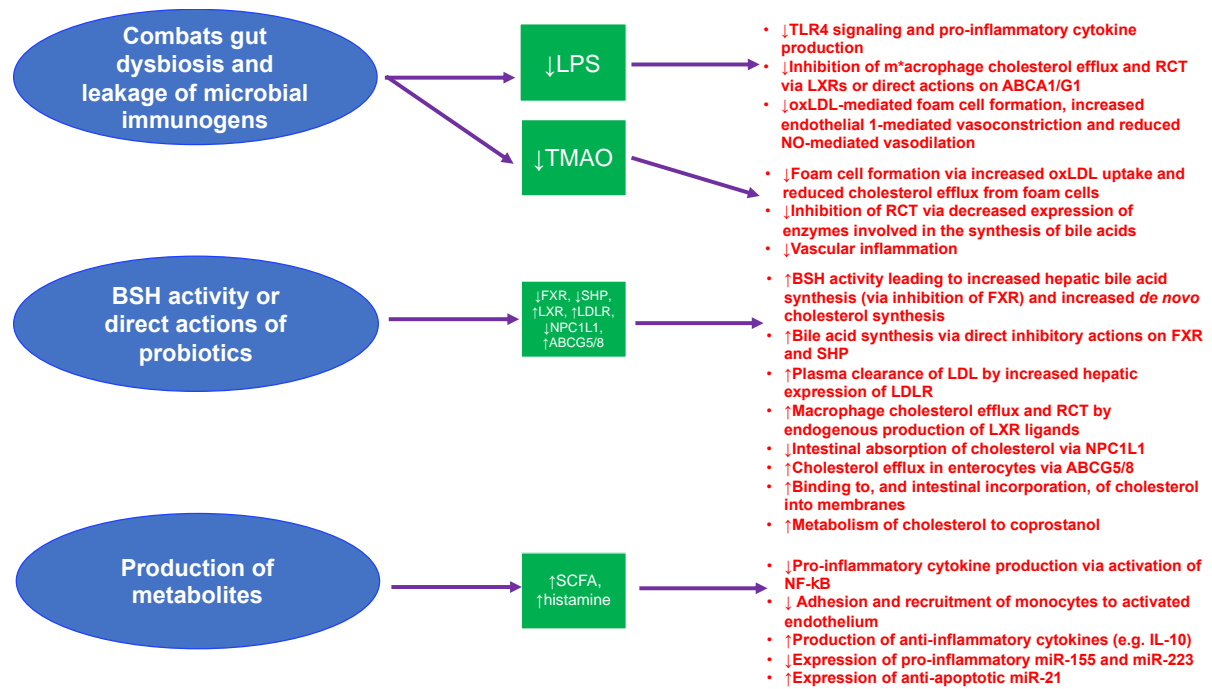 Combats gut
dysbiosis and
leakage of microbial
immunogens
↓LPS
↓TMAO
• ↓TLR4 signaling and pro-inflammatory cytokine
production
• ↓Inhibition of m*acrophage cholesterol efflux and RCT
via LXRs or direct actions on ABCA1/G1
• ↓oxLDL-mediated foam cell formation, increased
endothelial 1-mediated vasoconstriction and reduced
NO-mediated vasodilation
• ↓Foam cell formation via increased oxLDL uptake and
reduced cholesterol efflux from foam cells
• ↓Inhibition of RCT via decreased expression of
enzymes involved in the synthesis of bile acids
• ↓Vascular inflammation
BSH activity or
direct actions of
probiotics
↓FXR, ↓SHP,
↑LXR, ↑LDLR,
↓NPC1L1,
↑ABCG5/8
• ↑BSH activity leading to increased hepatic bile acid
synthesis (via inhibition of FXR) and increased de novo
cholesterol synthesis
• ↑Bile acid synthesis via direct inhibitory actions on FXR
and SHP
• ↑Plasma clearance of LDL by increased hepatic
expression of LDLR
• ↑Macrophage cholesterol efflux and RCT by
endogenous production of LXR ligands
• ↓Intestinal absorption of cholesterol via NPC1L1
• ↑Cholesterol efflux in enterocytes via ABCG5/8
• ↑Binding to, and intestinal incorporation, of cholesterol
into membranes
• ↑Metabolism of cholesterol to coprostanol
Production of
metabolites
↑SCFA,
↑histamine
• ↓Pro-inflammatory cytokine production via activation of
NF-kB
• ↓ Adhesion and recruitment of monocytes to activated
endothelium
• ↑Production of anti-inflammatory cytokines (e.g. IL-10)
• ↓Expression of pro-inflammatory miR-155 and miR-223
• ↑Expression of anti-apoptotic miR-21